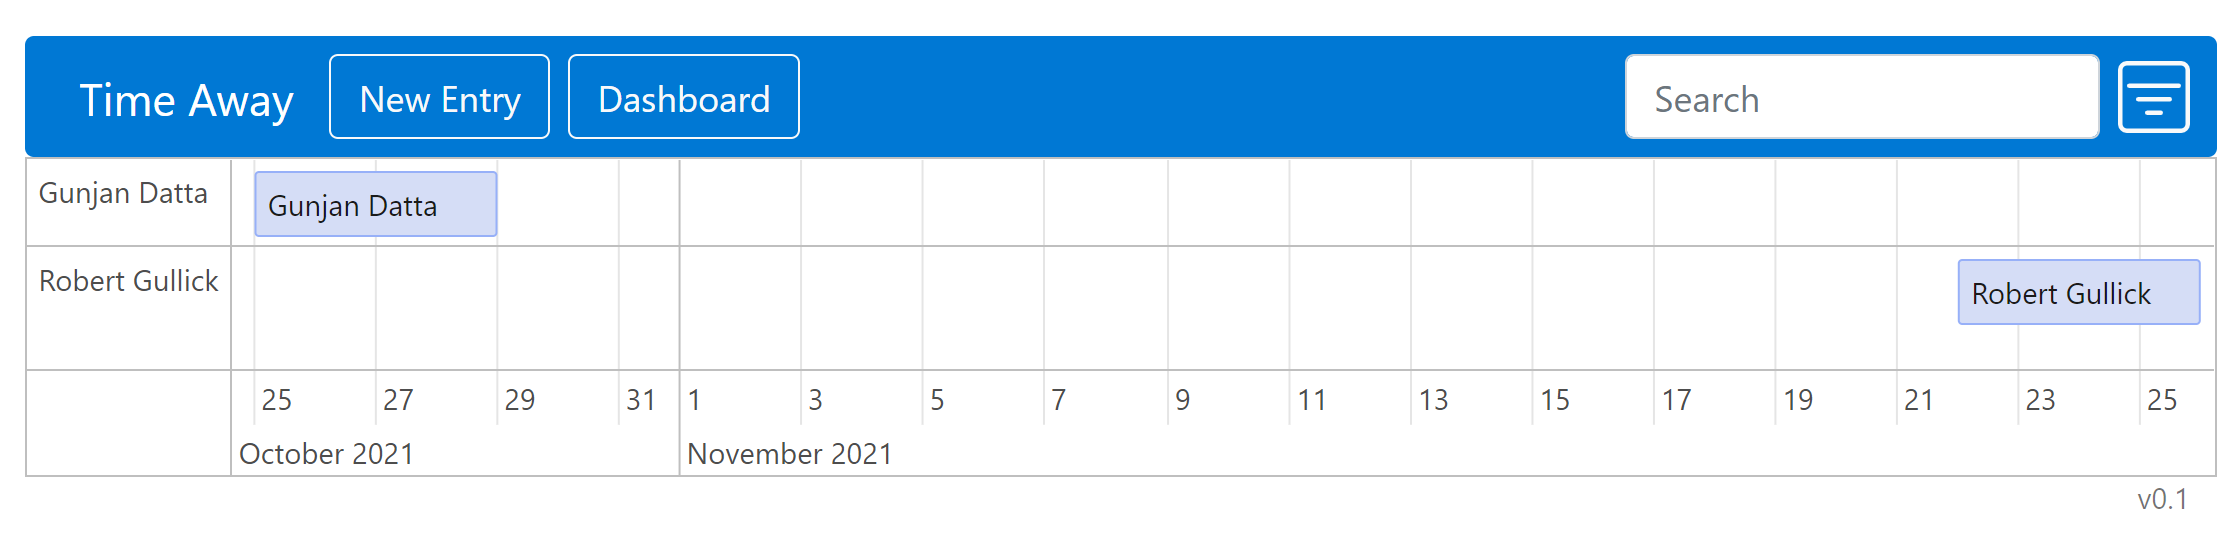 Time Away New Entry Dashboard Search
Gunjan Datta Gunjan Datta
Robert Gullick Robert Gullick
25 27 29 31 1 3 5 7 9 11 13 15 17 19 21 23 25
October 2021 November 2021
v0.1